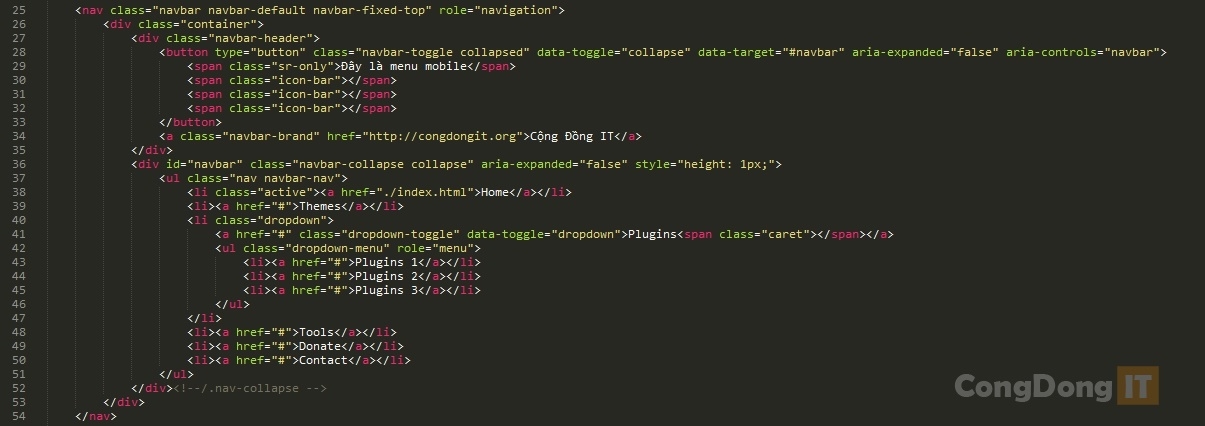 25 <nav class="navbar navbar-default navbar-fixed-top" role="navigation">
26 <div class="container">
27 <div class="navbar-header">
28 <button type="button" class="navbar-toggle collapsed" data-toggle="collapse" data-target="#navbar" aria-expanded="false" aria-controls="navbar">
29 <span class="sr-only">Đây là menu mobile</span>
30 <span class="icon-bar"></span>
31 <span class="icon-bar"></span>
32 <span class="icon-bar"></span>
33 </button>
34 <a class="navbar-brand" href="http://congdongit.org">Cộng Đồng IT</a>
35 </div>
36 <div id="navbar" class="navbar-collapse collapse" aria-expanded="false" style="height: 1px;">
37 <ul class="nav navbar-nav">
38 <li class="active"><a href="./index.html">Home</a></li>
39 <li><a href="#">Themes</a></li>
40 <li class="dropdown">
41 <a href="#" class="dropdown-toggle" data-toggle="dropdown">Plugins<span class="caret"></span></a>
42 <ul class="dropdown-menu" role="menu">
43 <li><a href="#">Plugins 1</a></li>
44 <li><a href="#">Plugins 2</a></li>
45 <li><a href="#">Plugins 3</a></li>
46 </ul>
47 </li>
48 <li><a href="#">Tools</a></li>
49 <li><a href="#">Donate</a></li>
50 <li><a href="#">Contact</a></li>
51 </ul>
52 </div><!--/.nav-collapse -->
53 </div>
54 </nav>
CongDong IT